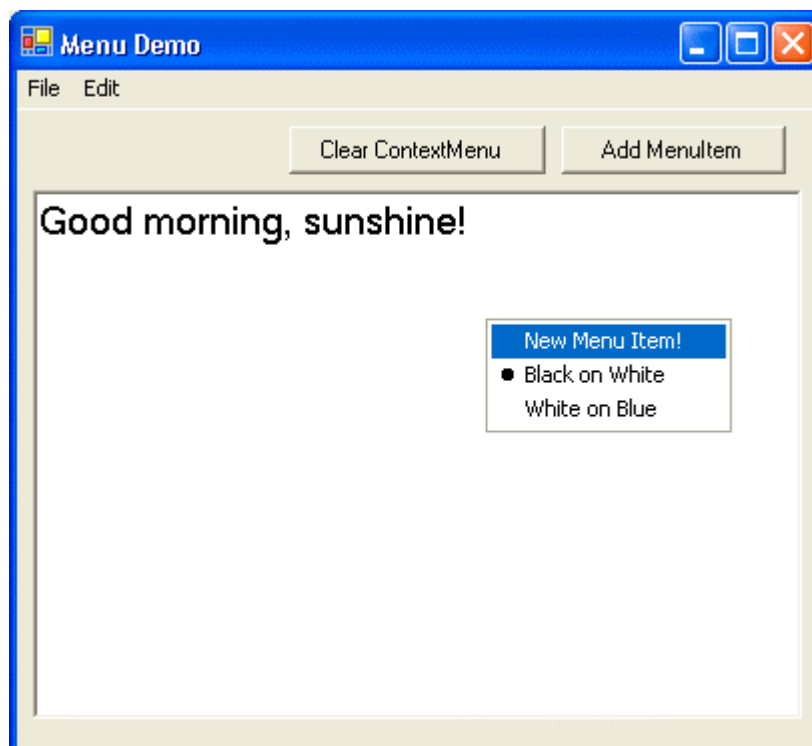 Menu Demo
File Edit
Clear ContextMenu Add MenuItem
Good morning, sunshine!
New Menu Item!
Black on White
White on Blue